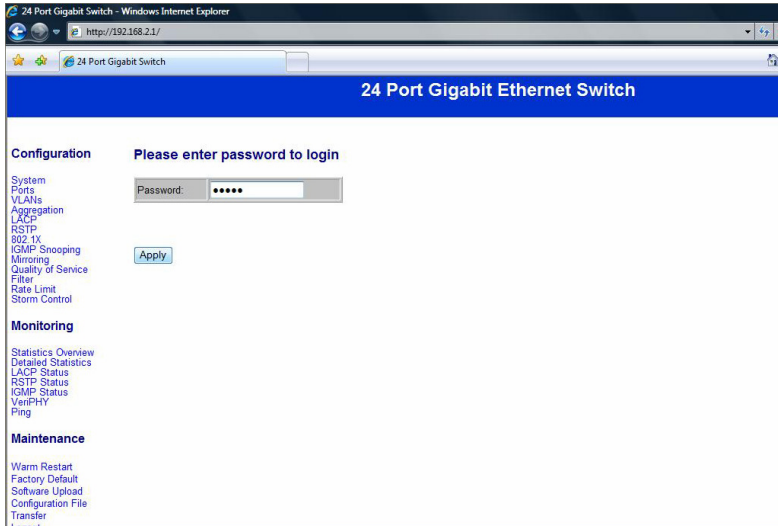 24 Port Gigabit Switch - Windows Internet Explorer
http://192.168.2.1/
24 Port Gigabit Switch
24 Port Gigabit Ethernet Switch
Configuration
System
Ports
VLANs
Aggregation
LACP
RSTP
802.1X
IGMP Snooping
Mirroring
Quality of Service
Filter
Rate Limit
Storm Control
Monitoring
Statistics Overview
Detailed Statistics
LACP Status
RSTP Status
IGMP Status
VeriPHY
Ping
Maintenance
Warm Restart
Factory Default
Software Upload
Configuration File
Transfer
Please enter password to login
Password: •••••
Apply